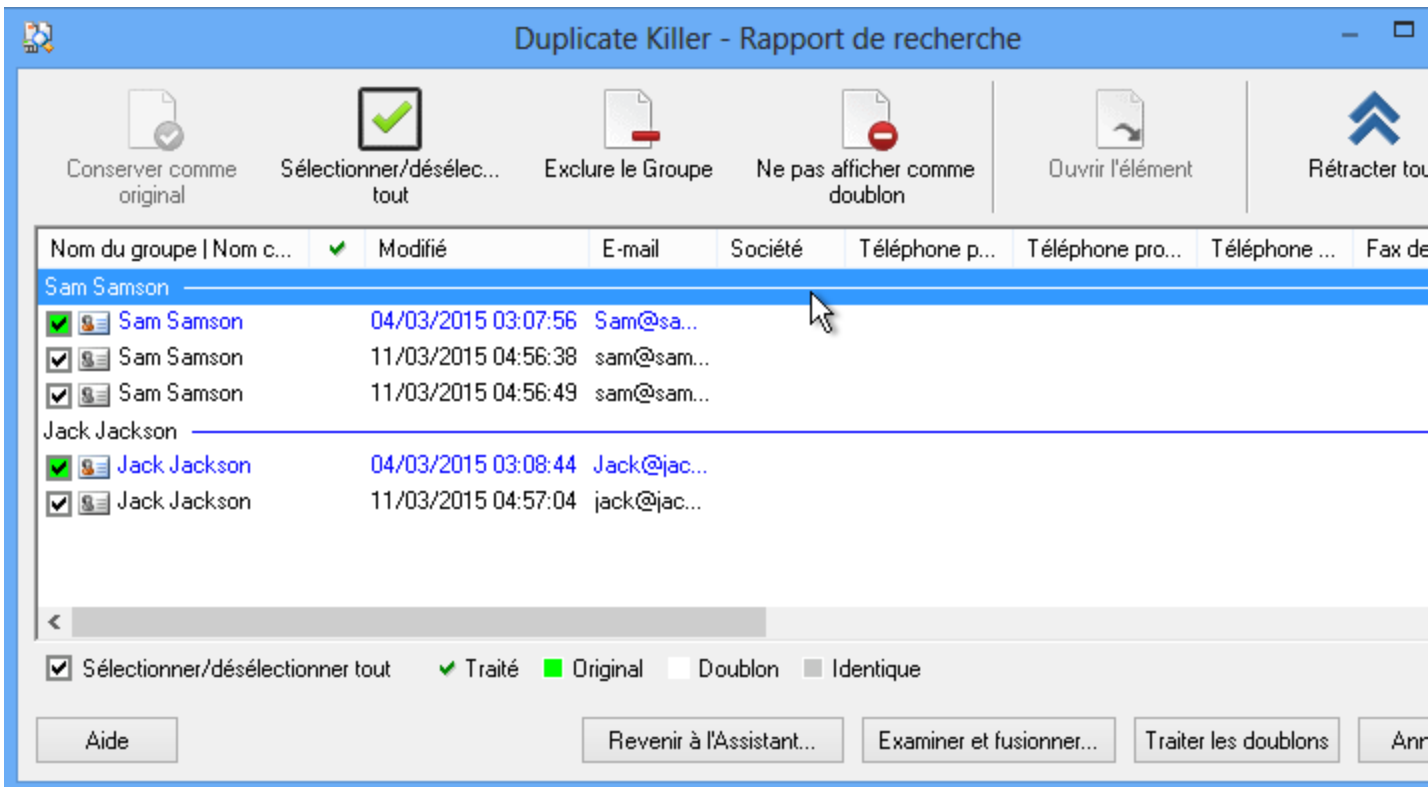 Duplicate Killer - Rapport de recherche
Conserver comme original
Sélectionner/désélec... tout
Exclure le Groupe
Ne pas afficher comme doublon
Ouvrir l'élément
Rétracter tou
Nom du groupe | Nom c... Modifié E-mail Société Téléphone p... Téléphone pro... Téléphone ... Fax de
Sam Samson
Sam Samson 04/03/2015 03:07:56 Sam@sa...
Sam Samson 11/03/2015 04:56:38 sam@sam...
Sam Samson 11/03/2015 04:56:49 sam@sam...
Jack Jackson
Jack Jackson 04/03/2015 03:08:44 Jack@jac...
Jack Jackson 11/03/2015 04:57:04 jack@jac...
Sélectionner/désélectionner tout Traité Original Doublon Identique
Aide Revenir à l'Assistant... Examiner et fusionner... Traiter les doublons Ann